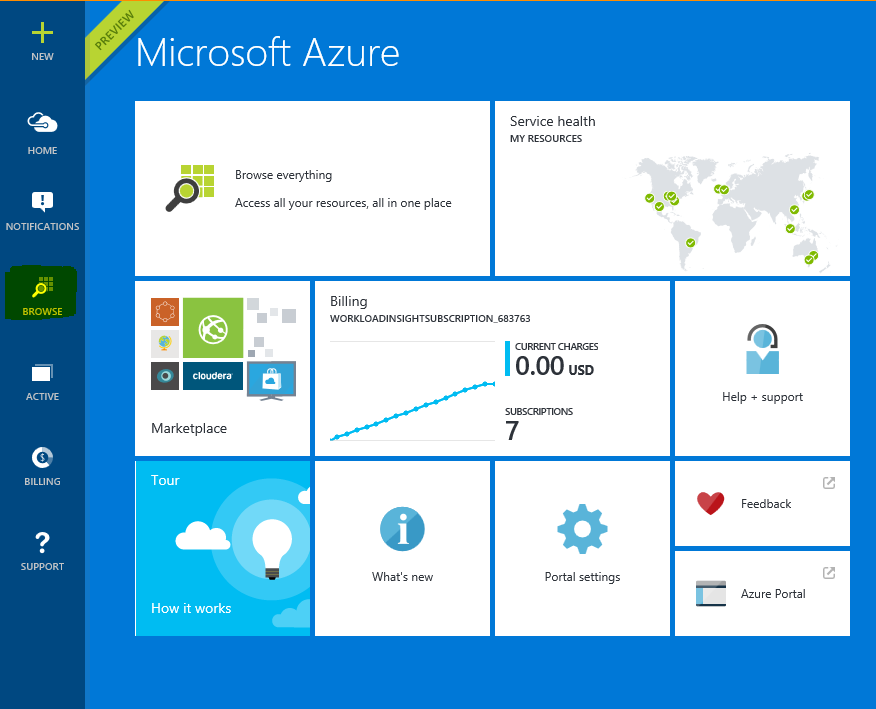 NEW
HOME
NOTIFICATIONS
BROWSE
ACTIVE
BILLING
SUPPORT
PREVIEW
Microsoft Azure
Browse everything
Access all your resources, all in one place
Service health
MY RESOURCES
cloudera
Marketplace
Billing
WORKLOADINSIGHTSUBSCRIPTION_683763
CURRENT CHARGES
0.00 USD
SUBSCRIPTIONS
7
Help + support
Tour
How it works
What's new
Portal settings
Feedback
Azure Portal